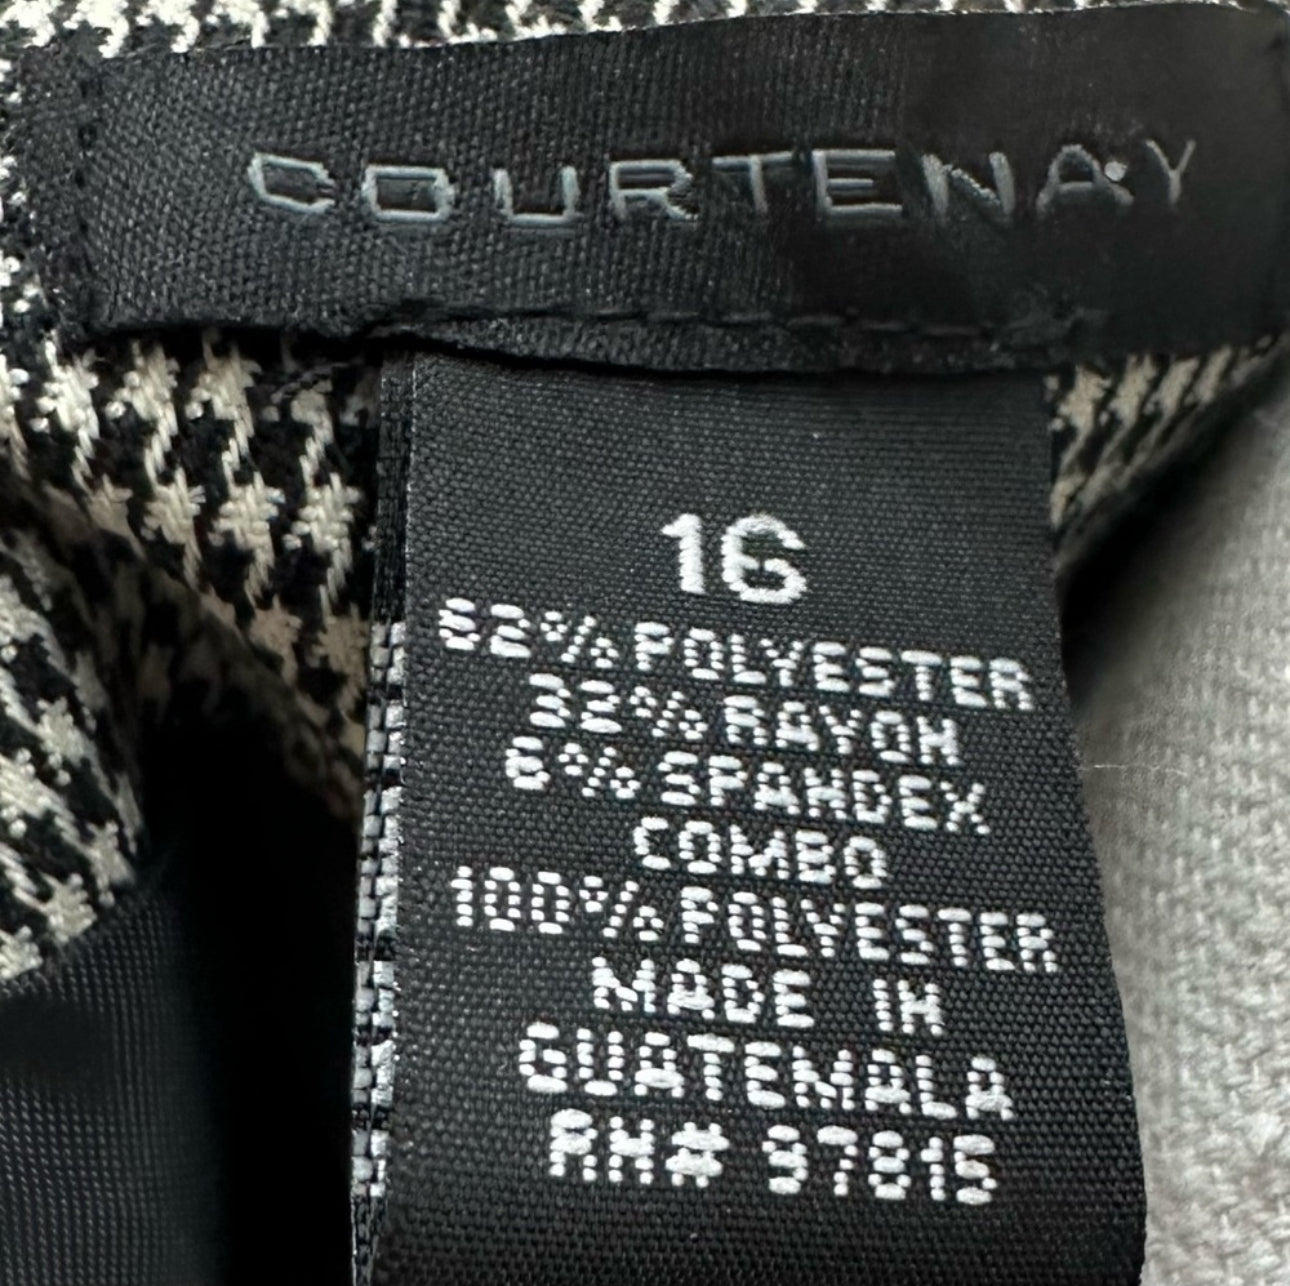 COURTENAY
16
62% POLYESTER
32% RAYON
6% SPANDEX
COMBO
100% POLYESTER
MADE IN
GUATEMALA
RN# 97815